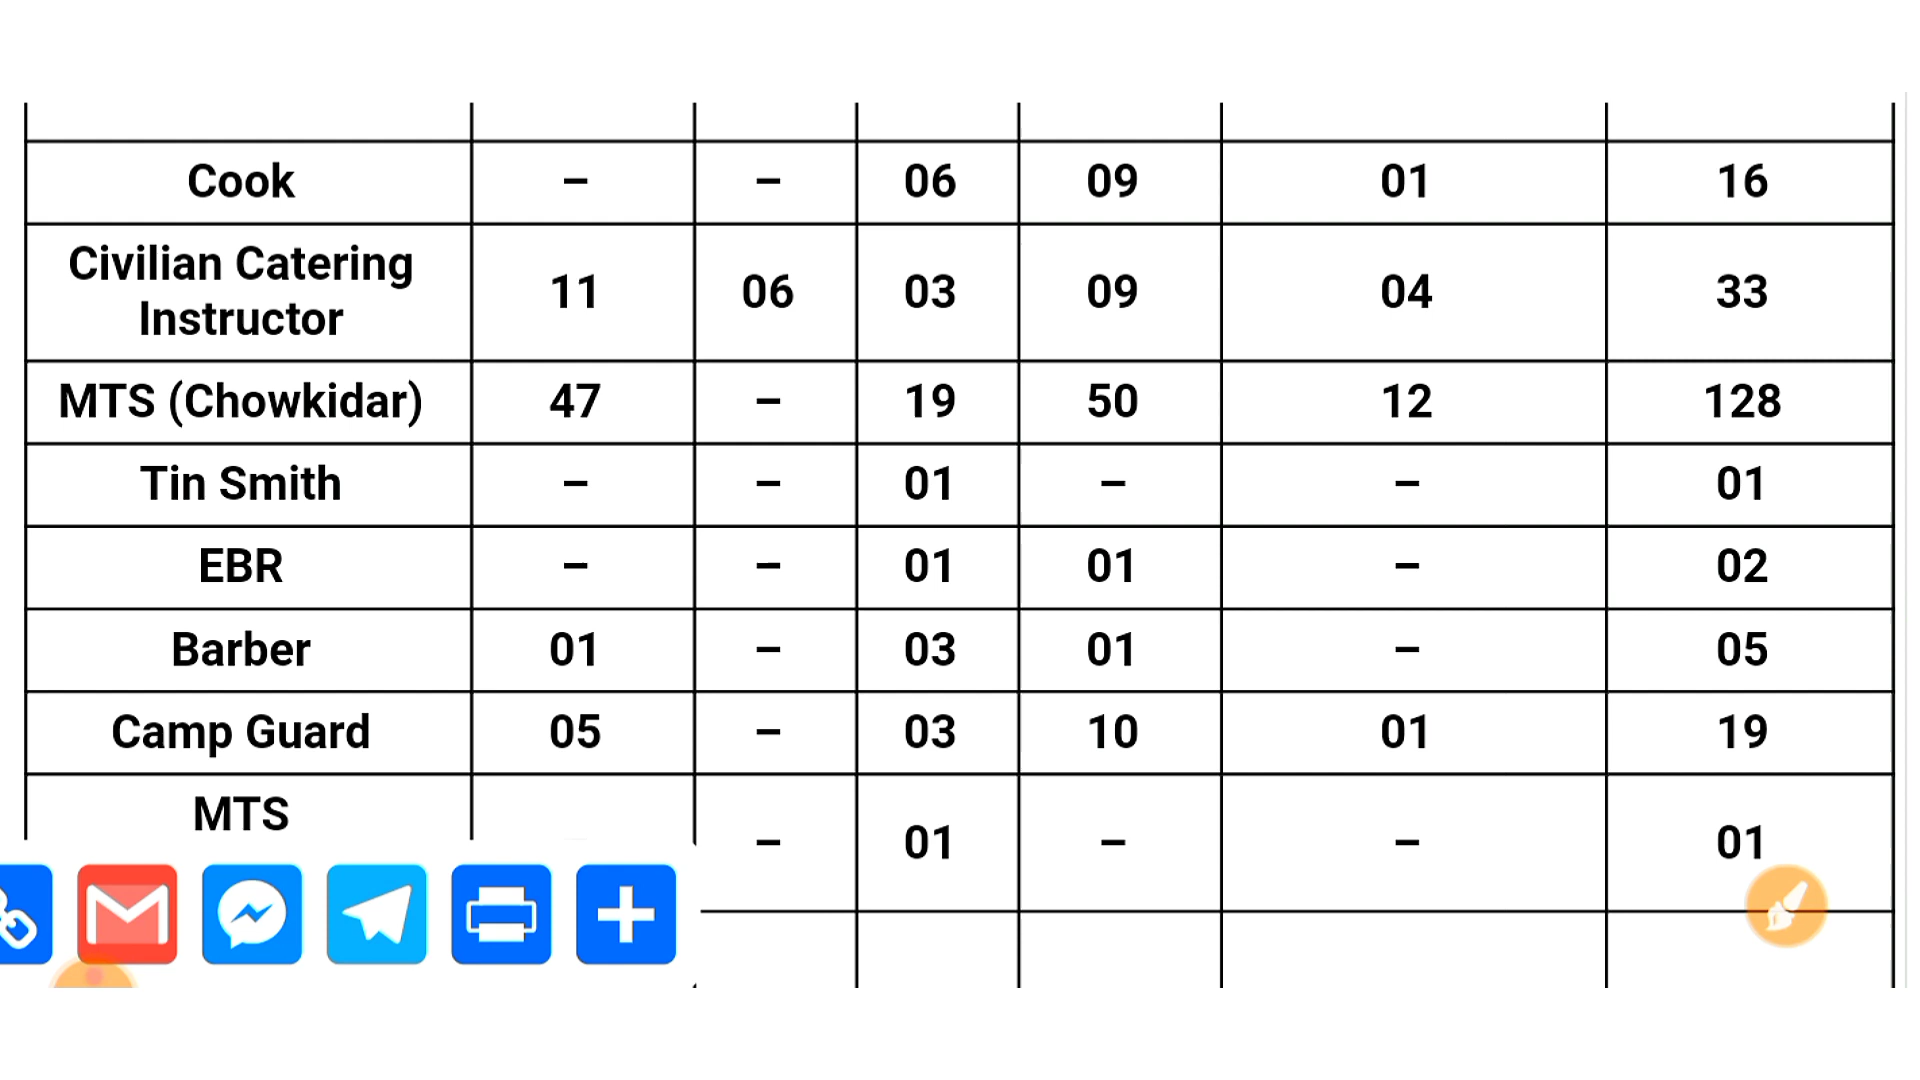 Cook – – 06 09 01 16
Civilian Catering
Instructor 11 06 03 09 04 33
MTS (Chowkidar) 47 – 19 50 12 128
Tin Smith – – 01 – – 01
EBR – – 01 01 – 02
Barber 01 – 03 01 – 05
Camp Guard 05 – 03 10 01 19
MTS – 01 – – 01